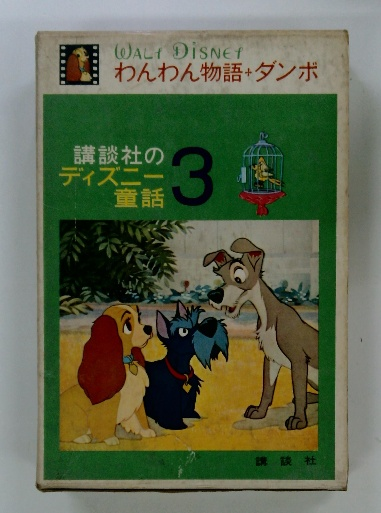 WALT DISNEY
わんわん物語+ダンボ
講談社の
ディズニー
童話
3
講談社